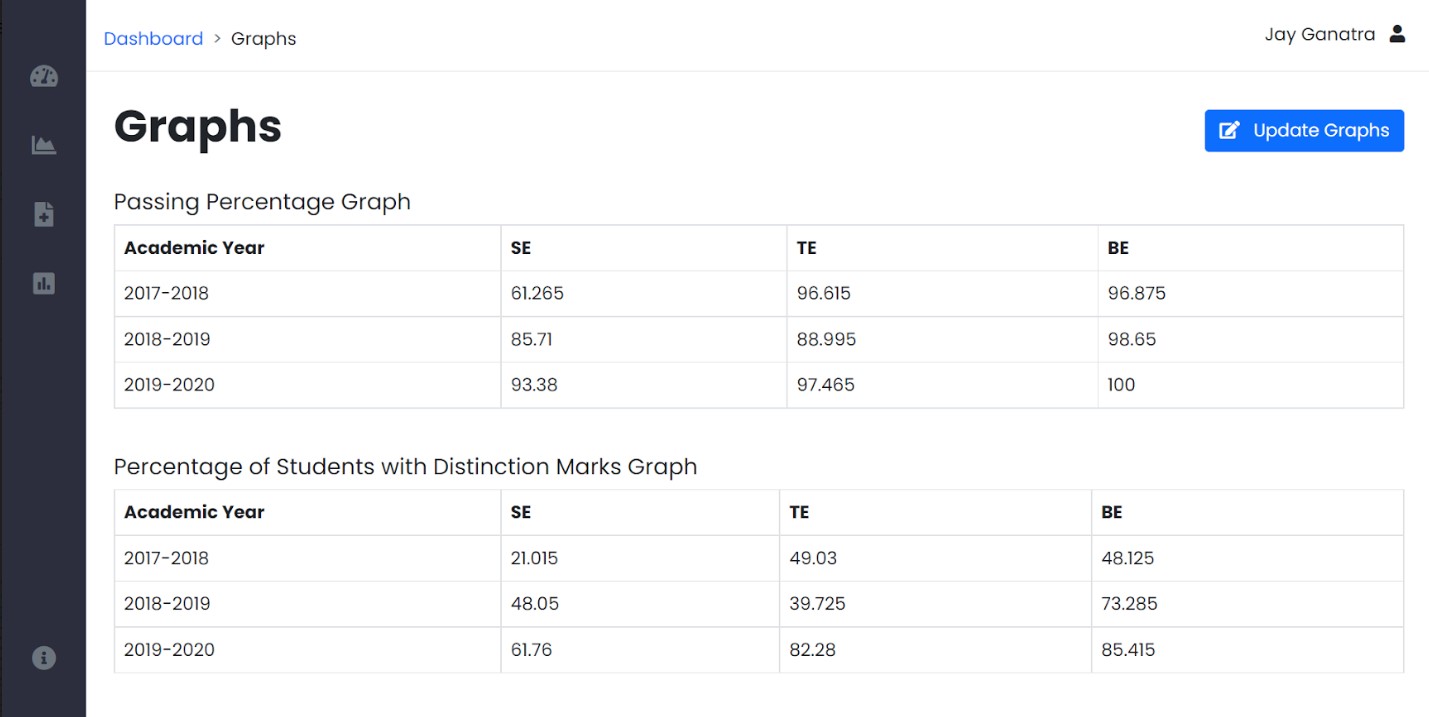 Dashboard > Graphs
Jay Ganatra
Graphs
Update Graphs
Passing Percentage Graph
Academic Year SE TE BE
2017-2018 61.265 96.615 96.875
2018-2019 85.71 88.995 98.65
2019-2020 93.38 97.465 100
Percentage of Students with Distinction Marks Graph
Academic Year SE TE BE
2017-2018 21.015 49.03 48.125
2018-2019 48.05 39.725 73.285
2019-2020 61.76 82.28 85.415